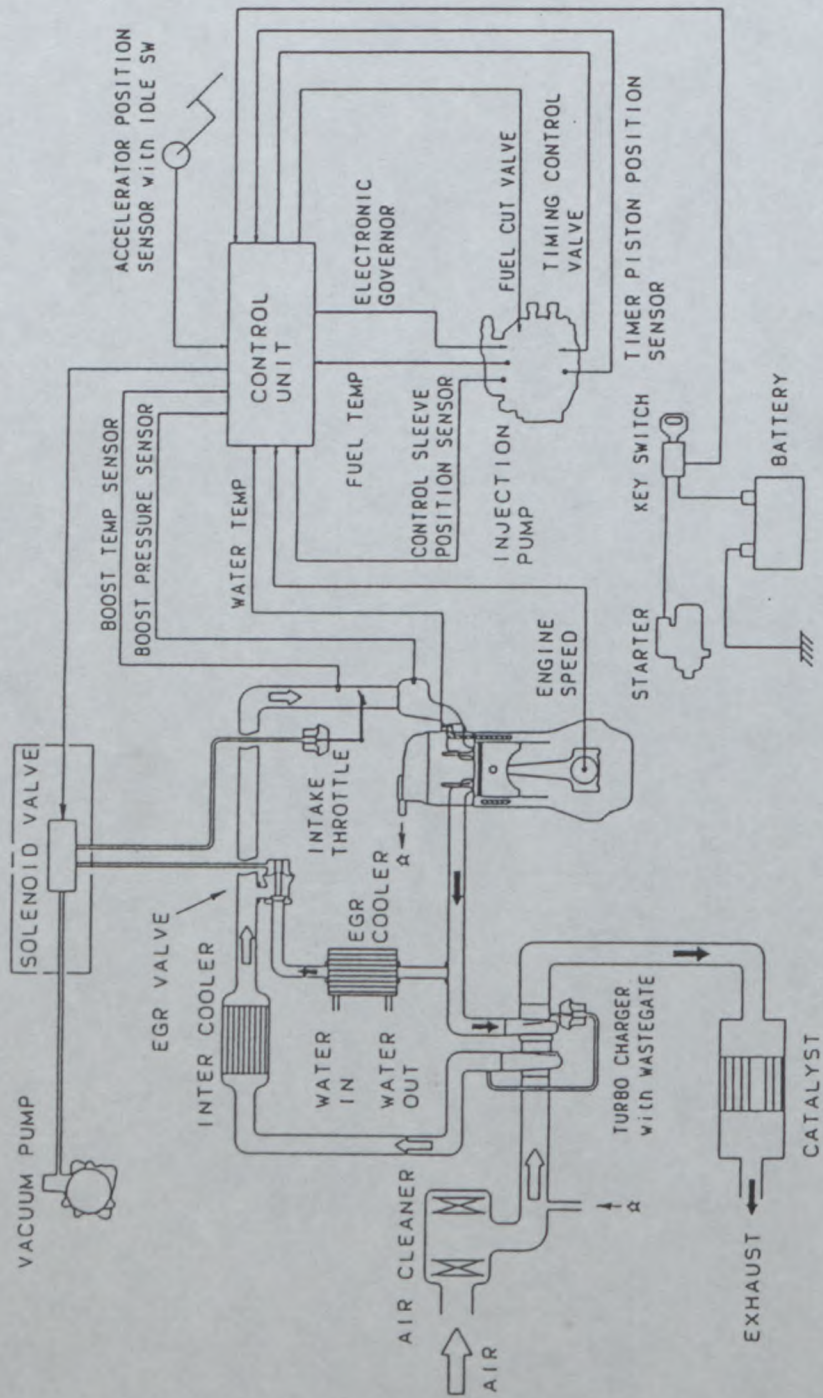 VACUUM PUMP
SOLENOID VALVE
ACCELERATOR POSITION
SENSOR with IDLE SW
BOOST TEMP SENSOR
BOOST PRESSURE SENSOR
CONTROL
UNIT
EGR VALVE
INTER COOLER
INTAKE
THROTTLE
WATER TEMP
FUEL TEMP
ELECTRONIC
GOVERNOR
WATER
IN
WATER
OUT
EGR
COOLER
☆
CONTROL SLEEVE
POSITION SENSOR
INJECTION
PUMP
FUEL CUT VALVE
TIMING CONTROL
VALVE
TIMER PISTON POSITION
SENSOR
AIR CLEANER
AIR
☆
TURBO CHARGER
with WASTEGATE
ENGINE
SPEED
STARTER
KEY SWITCH
BATTERY
CATALYST
EXHAUST